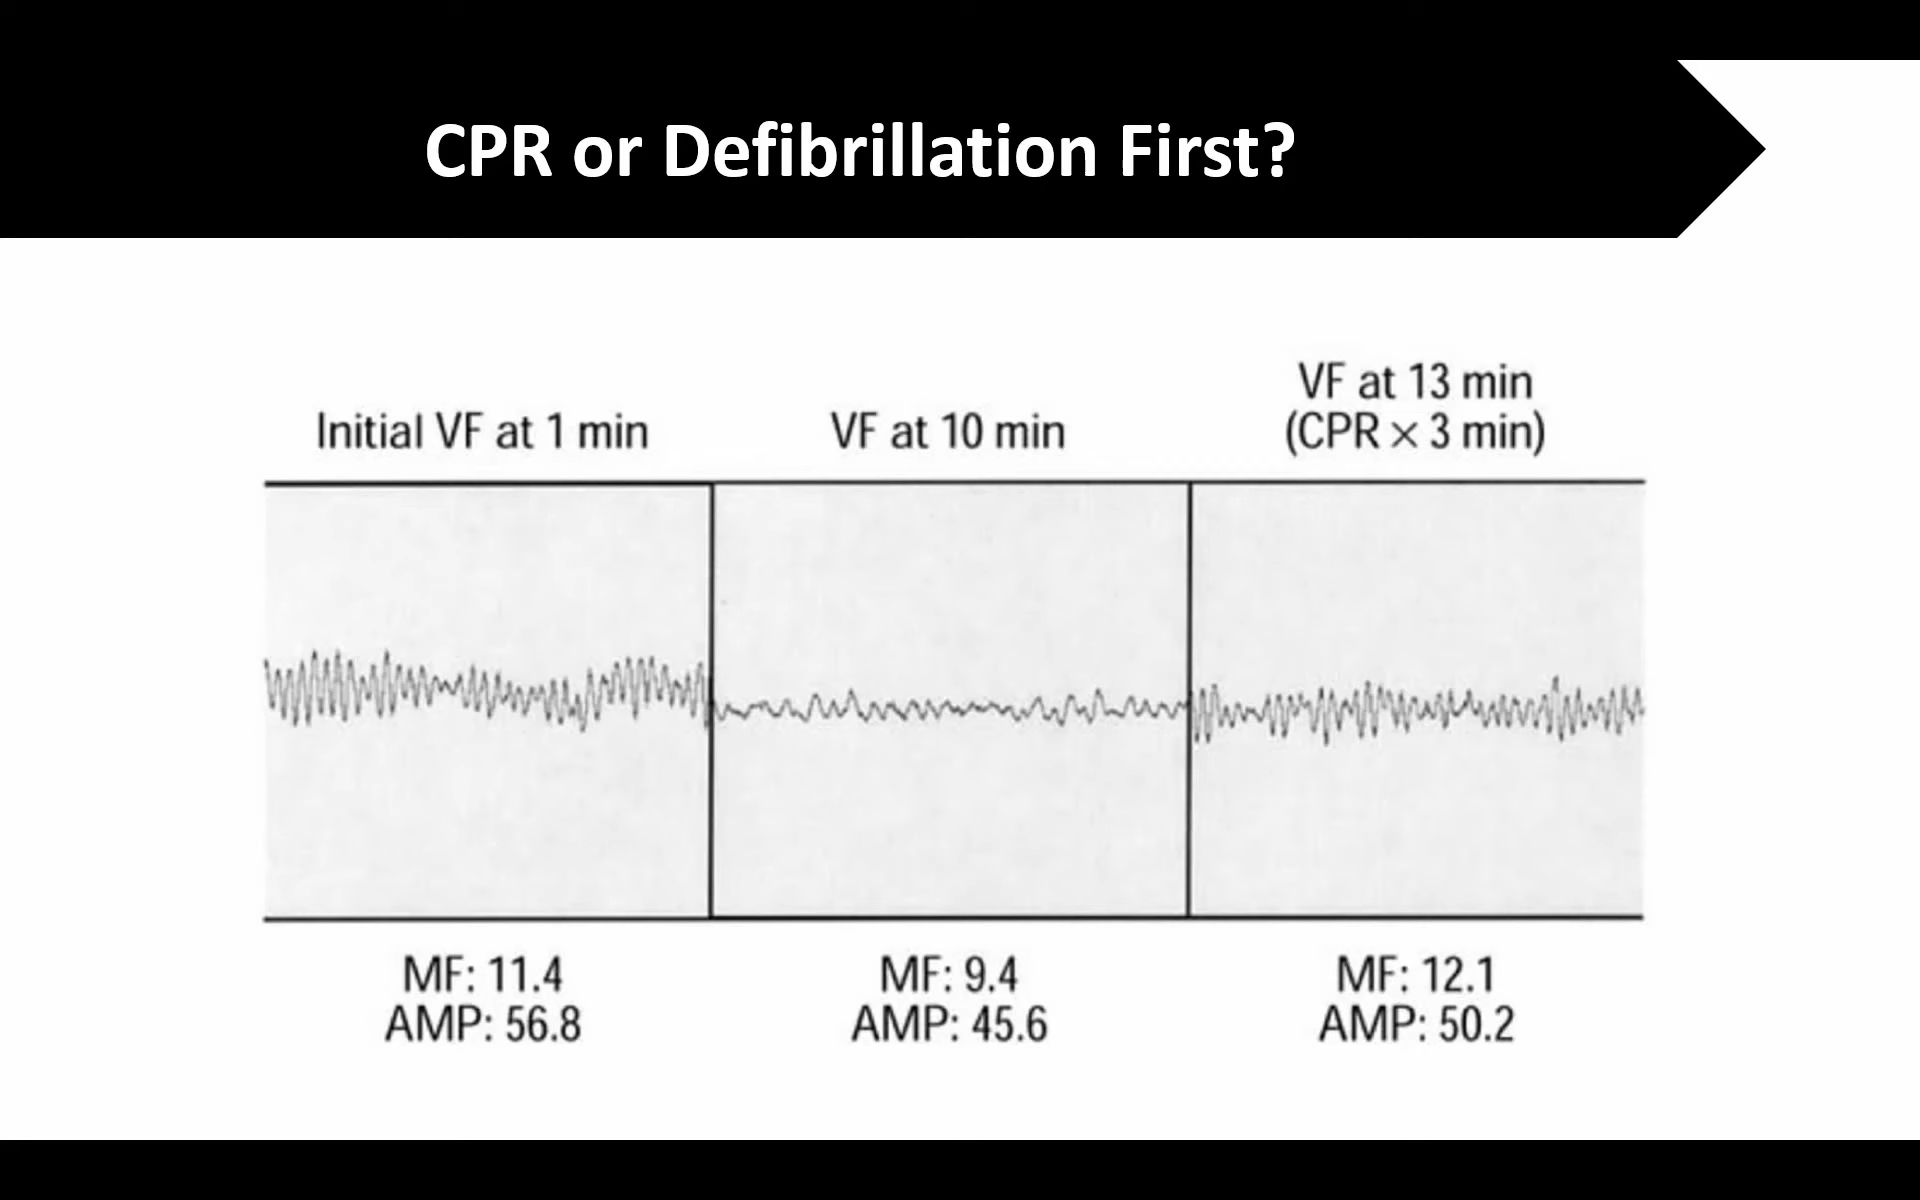 CPR or Defibrillation First?
Initial VF at 1 min
VF at 10 min
VF at 13 min
(CPR × 3 min)
MF: 11.4
AMP: 56.8
MF: 9.4
AMP: 45.6
MF: 12.1
AMP: 50.2